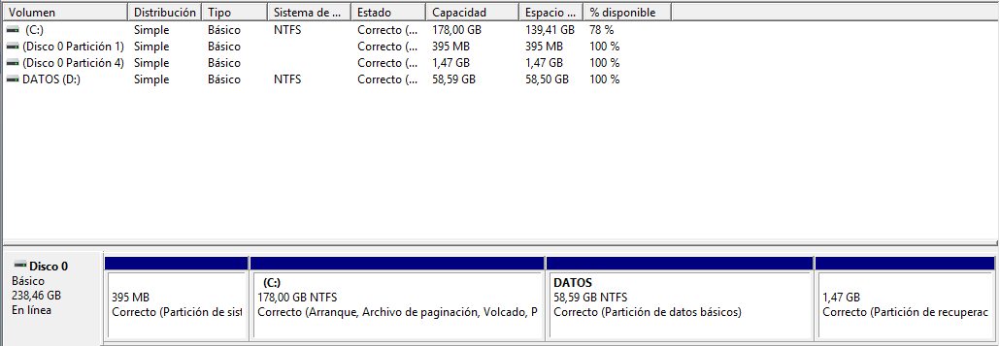 Volumen Distribución Tipo Sistema de ... Estado Capacidad Espacio ... % disponible
(C:) Simple Básico NTFS Correcto (... 178,00 GB 139,41 GB 78 %
(Disco 0 Partición 1) Simple Básico Correcto (... 395 MB 395 MB 100 %
(Disco 0 Partición 4) Simple Básico Correcto (... 1,47 GB 1,47 GB 100 %
DATOS (D:) Simple Básico NTFS Correcto (... 58,59 GB 58,50 GB 100 %
Disco 0
Básico
238,46 GB
En línea
395 MB
Correcto (Partición de sist
(C:)
178,00 GB NTFS
Correcto (Arranque, Archivo de paginación, Volcado, P
DATOS
58,59 GB NTFS
Correcto (Partición de datos básicos)
1,47 GB
Correcto (Partición de recuperac